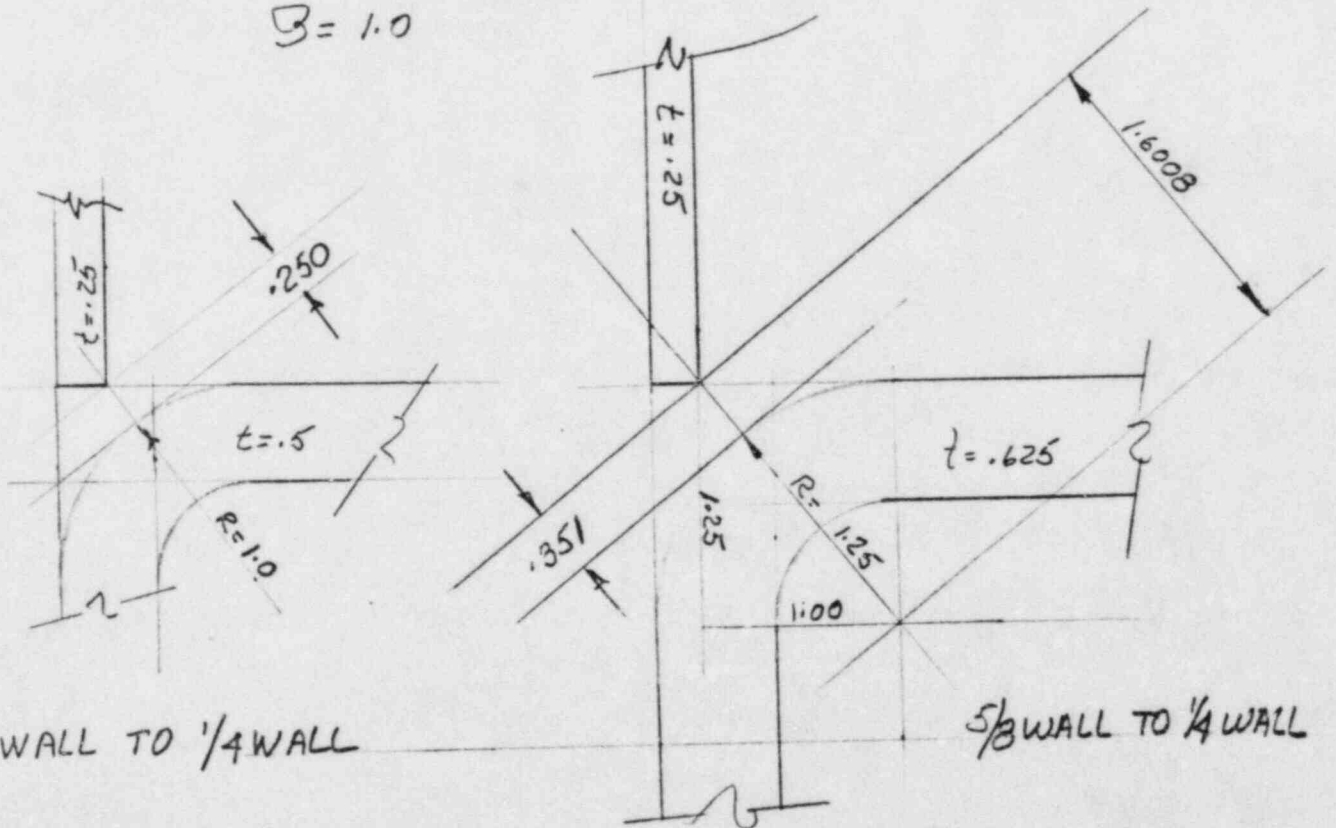 β = 1.0
t=.25
.250
t=.5
R=1.0
WALL TO 1/4 WALL
t=.25
1.6008
.351
1.25
R= 1.25
1.00
t=.625
5/8 WALL TO 1/4 WALL